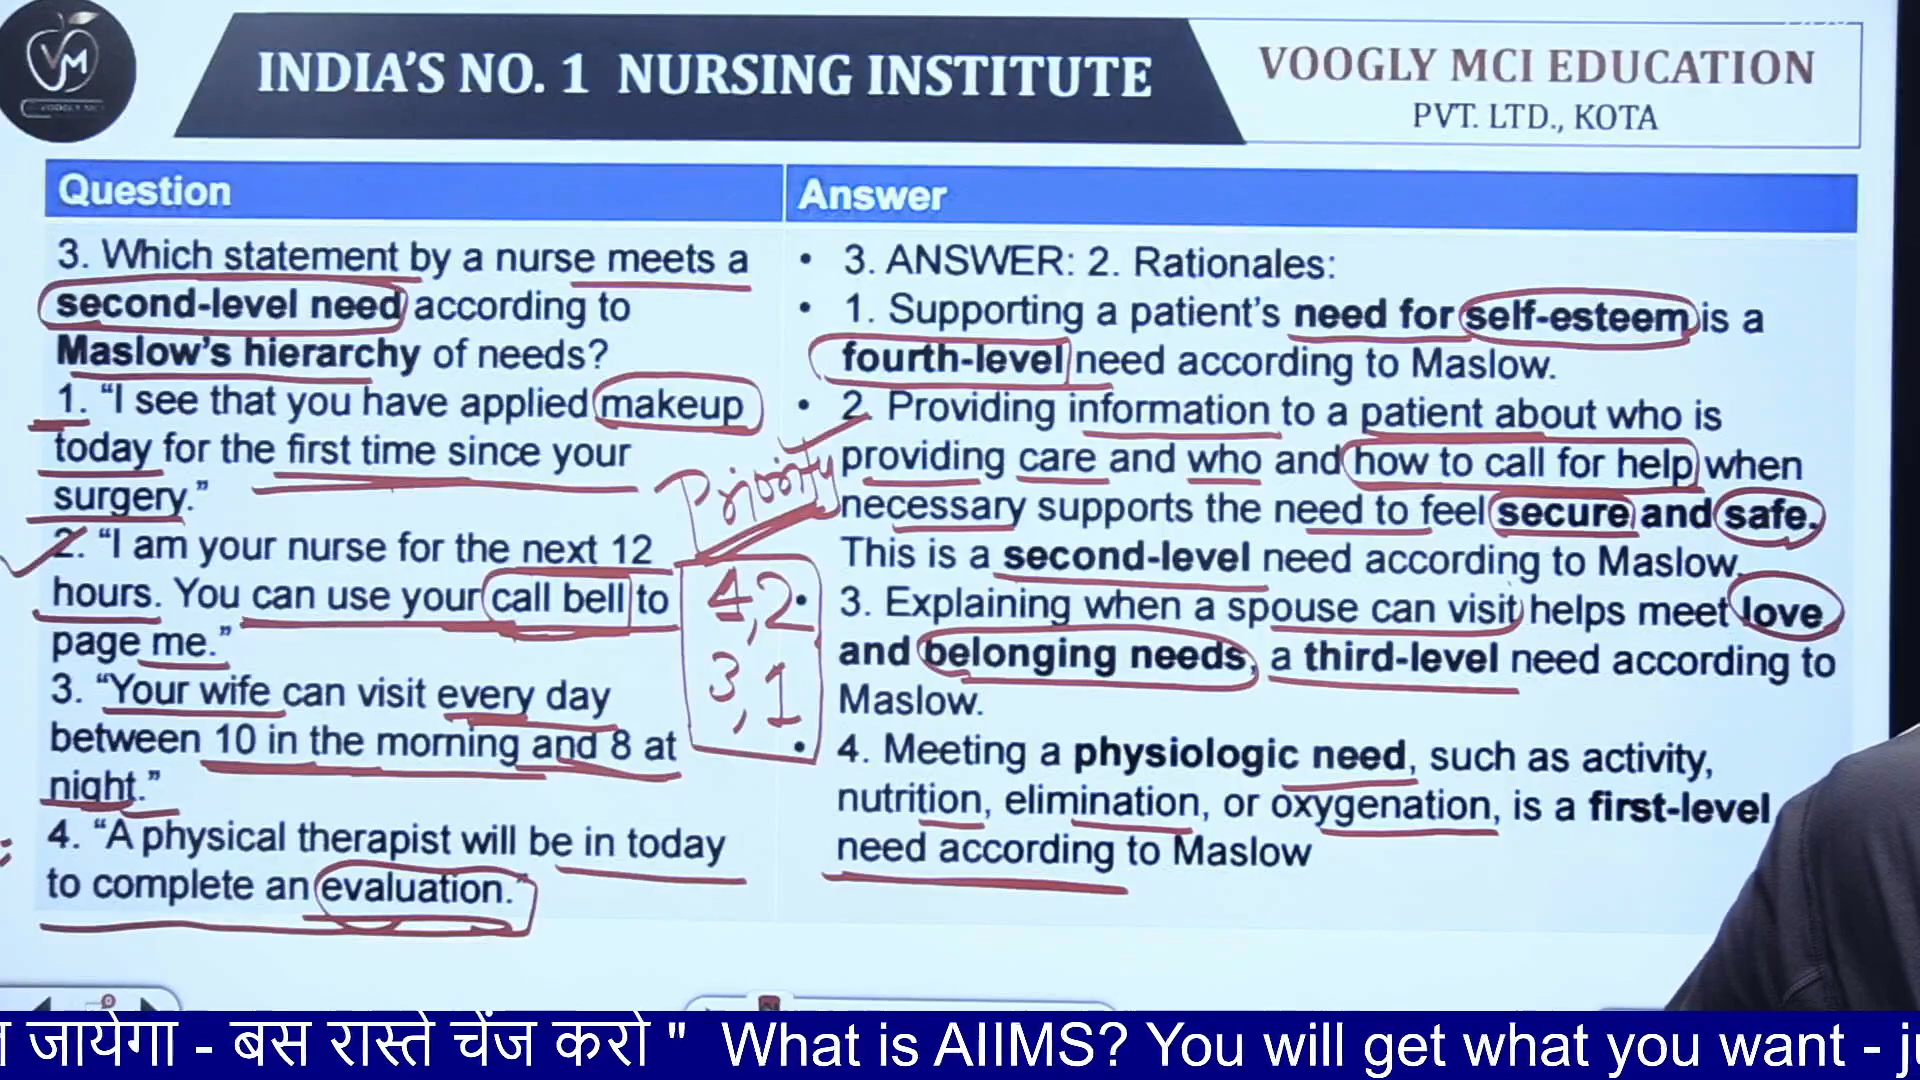 VM
INDIA'S NO. 1 NURSING INSTITUTE
VOOGLY MCI EDUCATION
PVT. LTD., KOTA
Question
3. Which statement by a nurse meets a
second-level need according to
Maslow's hierarchy of needs?
1. “I see that you have applied makeup
today for the first time since your
surgery.”
2. “I am your nurse for the next 12
hours. You can use your call bell to
page me.”
3. “Your wife can visit every day
between 10 in the morning and 8 at
night.”
4. “A physical therapist will be in today
to complete an evaluation.”
Priority
4,2
3,1
Answer
• 3. ANSWER: 2. Rationales:
• 1. Supporting a patient's need for self-esteem is a
fourth-level need according to Maslow.
• 2. Providing information to a patient about who is
providing care and who and how to call for help when
necessary supports the need to feel secure and safe.
This is a second-level need according to Maslow.
• 3. Explaining when a spouse can visit helps meet love
and belonging needs, a third-level need according to
Maslow.
• 4. Meeting a physiologic need, such as activity,
nutrition, elimination, or oxygenation, is a first-level
need according to Maslow
जायेगा - बस रास्ते चेंज करो " What is AIIMS? You will get what you want -